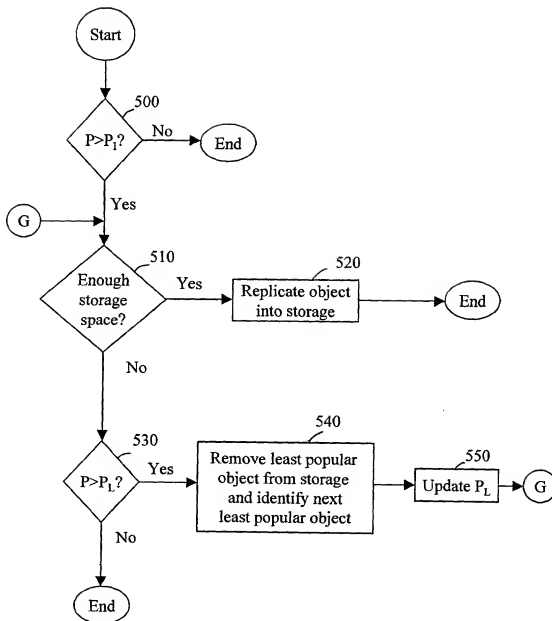 Start
500
P>P1?
No
End
Yes
G
510
Enough
storage
space?
Yes
520
Replicate object
into storage
End
No
530
P>PL?
Yes
540
Remove least popular
object from storage
and identify next
least popular object
550
Update PL
G
No
End